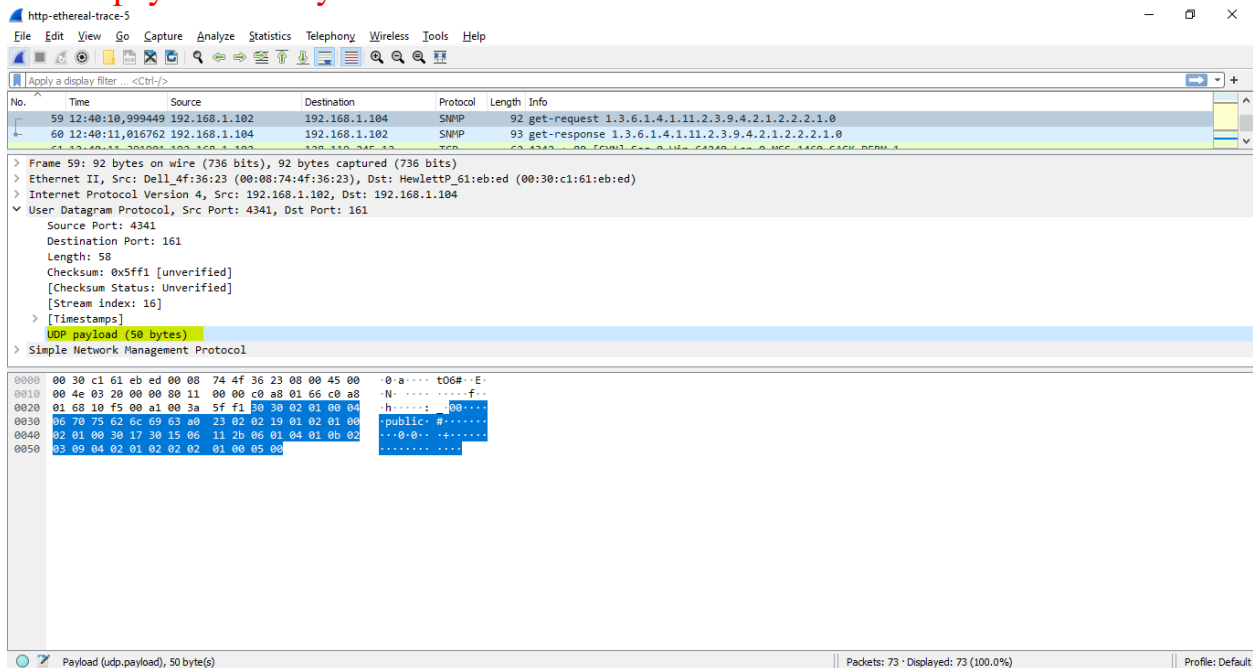 http-ethereal-trace-5
File Edit View Go Capture Analyze Statistics Telephony Wireless Tools Help
Apply a display filter ... <Ctrl-/>
No. Time Source Destination Protocol Length Info
59 12:40:10,999449 192.168.1.102 192.168.1.104 SNMP 92 get-request 1.3.6.1.4.1.11.2.3.9.4.2.1.2.2.2.1.0
60 12:40:11,016762 192.168.1.104 192.168.1.102 SNMP 93 get-response 1.3.6.1.4.1.11.2.3.9.4.2.1.2.2.2.1.0
> Frame 59: 92 bytes on wire (736 bits), 92 bytes captured (736 bits)
> Ethernet II, Src: Dell_4f:36:23 (00:08:74:4f:36:23), Dst: HewlettP_61:eb:ed (00:30:c1:61:eb:ed)
> Internet Protocol Version 4, Src: 192.168.1.102, Dst: 192.168.1.104
User Datagram Protocol, Src Port: 4341, Dst Port: 161
Source Port: 4341
Destination Port: 161
Length: 58
Checksum: 0x5ff1 [unverified]
[Checksum Status: Unverified]
[Stream index: 16]
> [Timestamps]
UDP payload (50 bytes)
> Simple Network Management Protocol
0000 00 30 c1 61 eb ed 00 08 74 4f 36 23 08 00 45 00 ·0·a···· tO6#··E·
0010 00 4e 03 20 00 00 80 11 00 00 c0 a8 01 66 c0 a8 ·N· ···· ·····f··
0020 01 68 10 f5 00 a1 00 3a 5f f1 30 30 02 01 00 04 ·h·····: _·00····
0030 06 70 75 62 6c 69 63 a0 23 02 02 19 01 02 01 00 ·public· #·······
0040 02 01 00 30 17 30 15 06 11 2b 06 01 04 01 0b 02 ···0·0·· ·+······
0050 03 09 04 02 01 02 02 02 01 00 05 00 ········ ····
Payload (udp.payload), 50 byte(s) Packets: 73 · Displayed: 73 (100.0%) Profile: Default